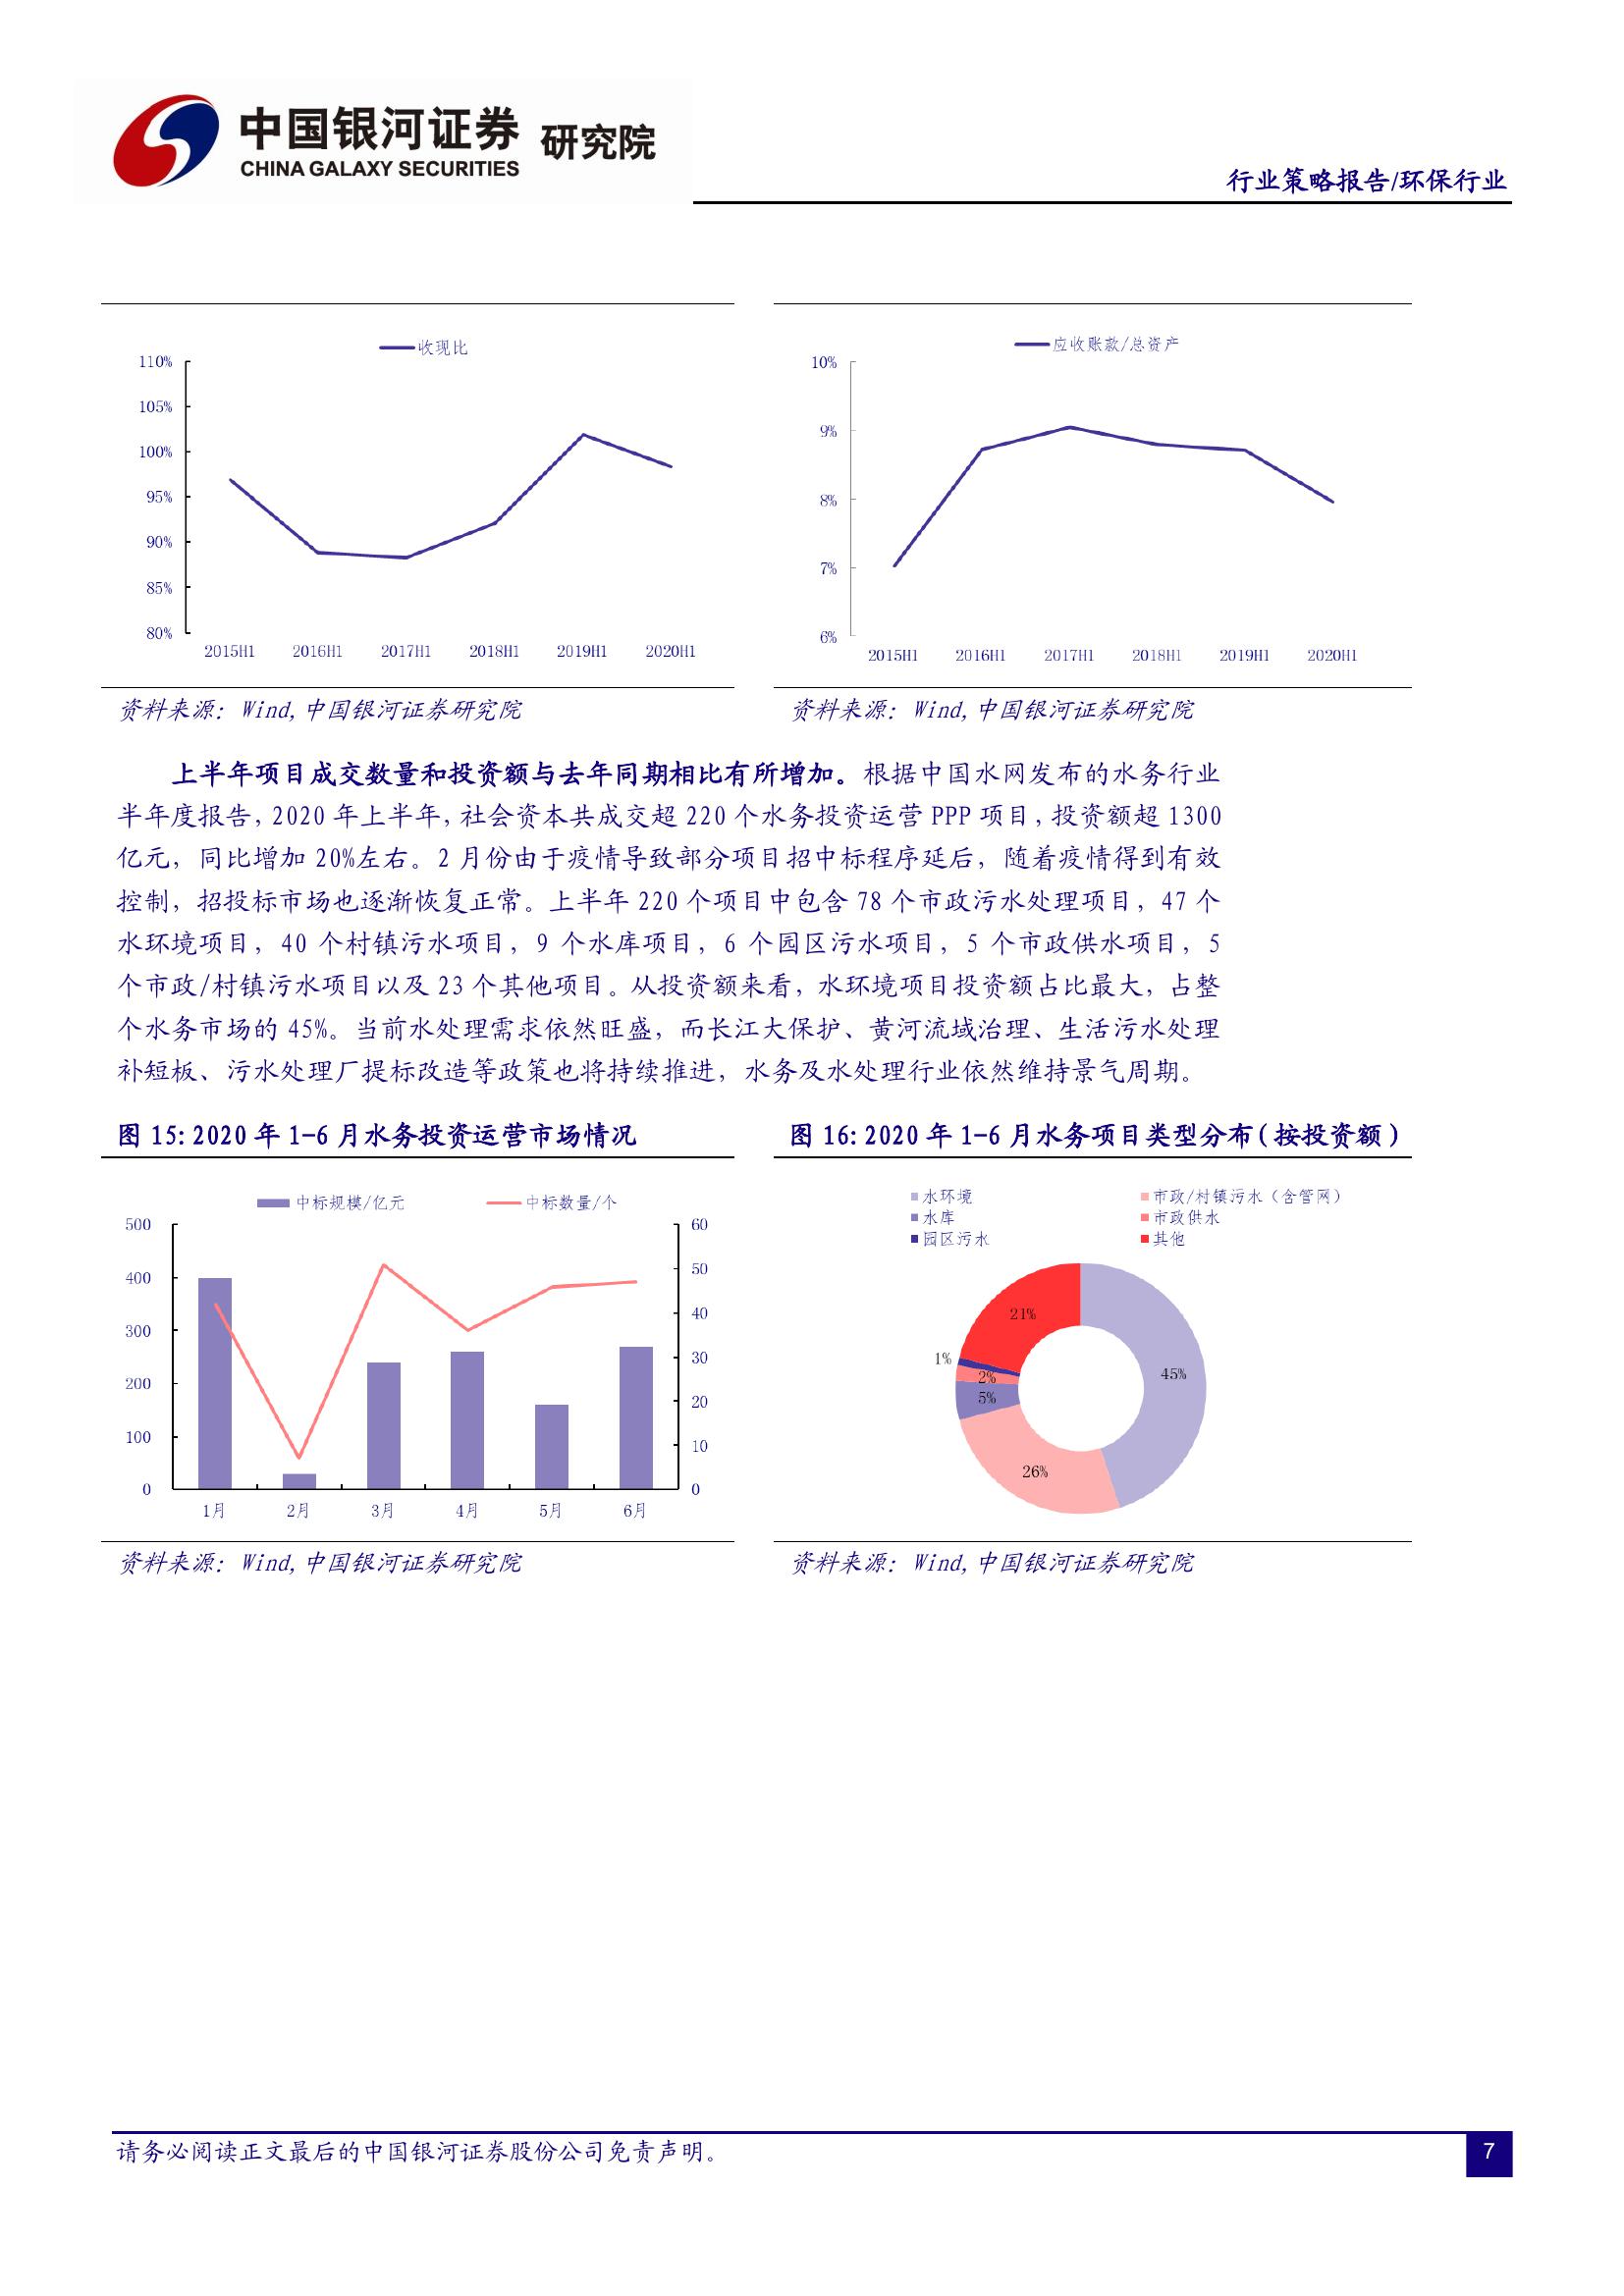 中国银河证券 研究院
CHINA GALAXY SECURITIES
行业策略报告/环保行业
收现比
110%
105%
100%
95%
90%
85%
80%
2015H1 2016H1 2017H1 2018H1 2019H1 2020H1
应收账款/总资产
10%
9%
8%
7%
6%
2015H1 2016H1 2017H1 2018H1 2019H1 2020H1
资料来源：Wind,中国银河证券研究院
资料来源：Wind,中国银河证券研究院
上半年项目成交数量和投资额与去年同期相比有所增加。根据中国水网发布的水务行业
半年度报告，2020 年上半年，社会资本共成交超 220 个水务投资运营 PPP 项目，投资额超 1300
亿元，同比增加 20%左右。2 月份由于疫情导致部分项目招中标程序延后，随着疫情得到有效
控制，招投标市场也逐渐恢复正常。上半年 220 个项目中包含 78 个市政污水处理项目，47 个
水环境项目，40 个村镇污水项目，9 个水库项目，6 个园区污水项目，5 个市政供水项目，5
个市政/村镇污水项目以及 23 个其他项目。从投资额来看，水环境项目投资额占比最大，占整
个水务市场的 45%。当前水处理需求依然旺盛，而长江大保护、黄河流域治理、生活污水处理
补短板、污水处理厂提标改造等政策也将持续推进，水务及水处理行业依然维持景气周期。
图 15: 2020 年 1-6 月水务投资运营市场情况
中标规模/亿元 中标数量/个
500
400
300
200
100
0
60
50
40
30
20
10
0
1月 2月 3月 4月 5月 6月
图 16: 2020 年 1-6 月水务项目类型分布(按投资额)
水环境 市政/村镇污水（含管网）
水库 市政供水
园区污水 其他
21%
1%
2%
5%
45%
26%
资料来源：Wind,中国银河证券研究院
资料来源：Wind,中国银河证券研究院
请务必阅读正文最后的中国银河证券股份公司免责声明。
7